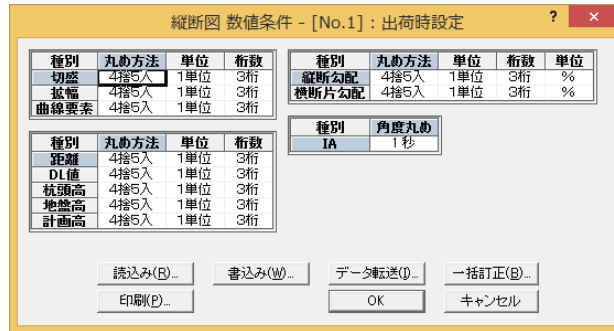 縦断図 数値条件 - [No.1] : 出荷時設定
? ×
種別 丸め方法 単位 桁数
切盛 4捨5入 1単位 3桁
拡幅 4捨5入 1単位 3桁
曲線要素 4捨5入 1単位 3桁
種別 丸め方法 単位 桁数 単位
縦断勾配 4捨5入 1単位 3桁 %
横断片勾配 4捨5入 1単位 3桁 %
種別 丸め方法 単位 桁数
距離 4捨5入 1単位 3桁
DL値 4捨5入 1単位 3桁
杭頭高 4捨5入 1単位 3桁
地盤高 4捨5入 1単位 3桁
計画高 4捨5入 1単位 3桁
種別 角度丸め
IA 1秒
読込み(R)... 書込み(W)... データ転送(I)... 一括訂正(B)...
印刷(P)... OK キャンセル